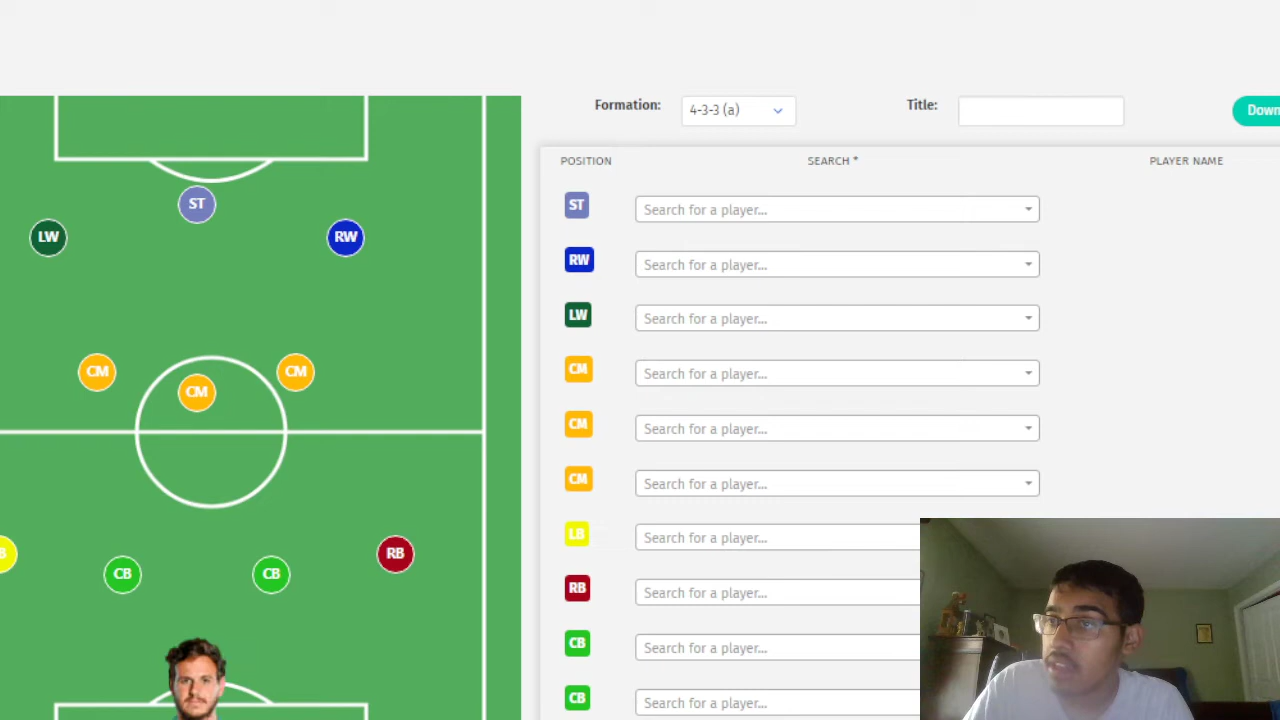 Formation:
4-3-3 (a)
Title:
Down
POSITION
SEARCH *
PLAYER NAME
ST
Search for a player...
RW
Search for a player...
LW
Search for a player...
CM
Search for a player...
CM
Search for a player...
CM
Search for a player...
LB
Search for a player...
RB
Search for a player...
CB
Search for a player...
CB
Search for a player...
ST
LW
RW
CM
CM
CM
B
RB
CB
CB